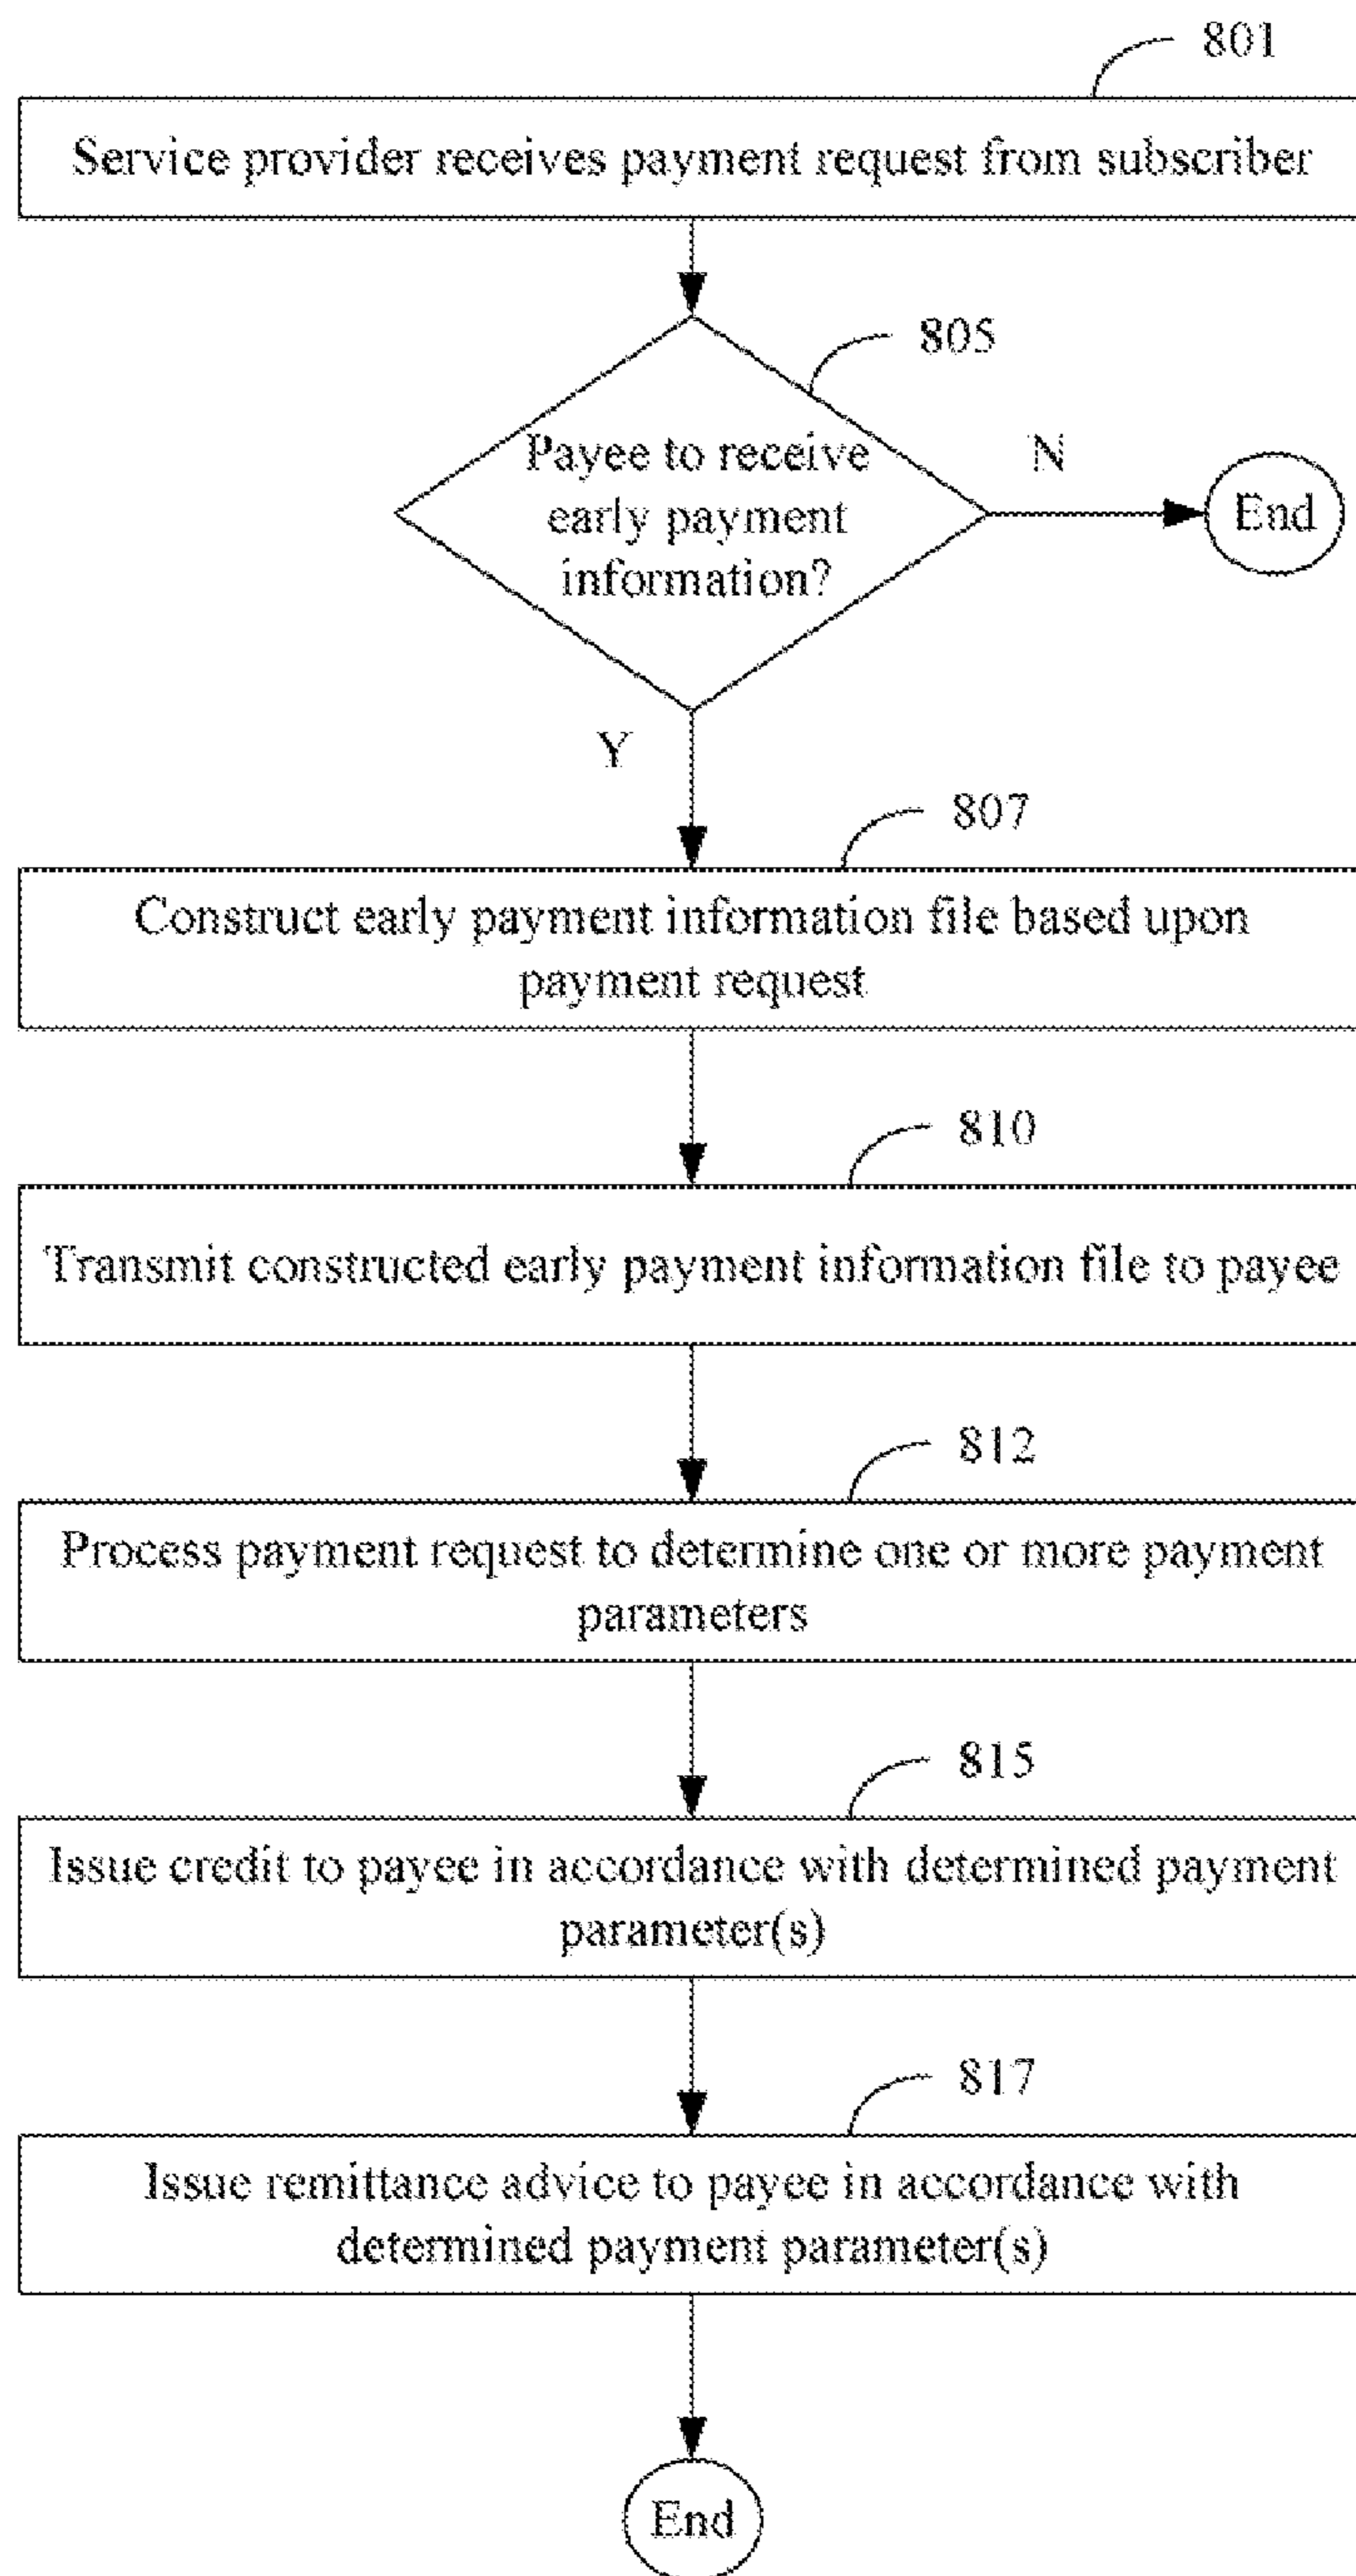 801
Service provider receives payment request from subscriber
805
Payee to receive
early payment
information?
N
End
Y
807
Construct early payment information file based upon
payment request
810
Transmit constructed early payment information file to payee
812
Process payment request to determine one or more payment
parameters
815
Issue credit to payee in accordance with determined payment
parameter(s)
817
Issue remittance advice to payee in accordance with
determined payment parameter(s)
End